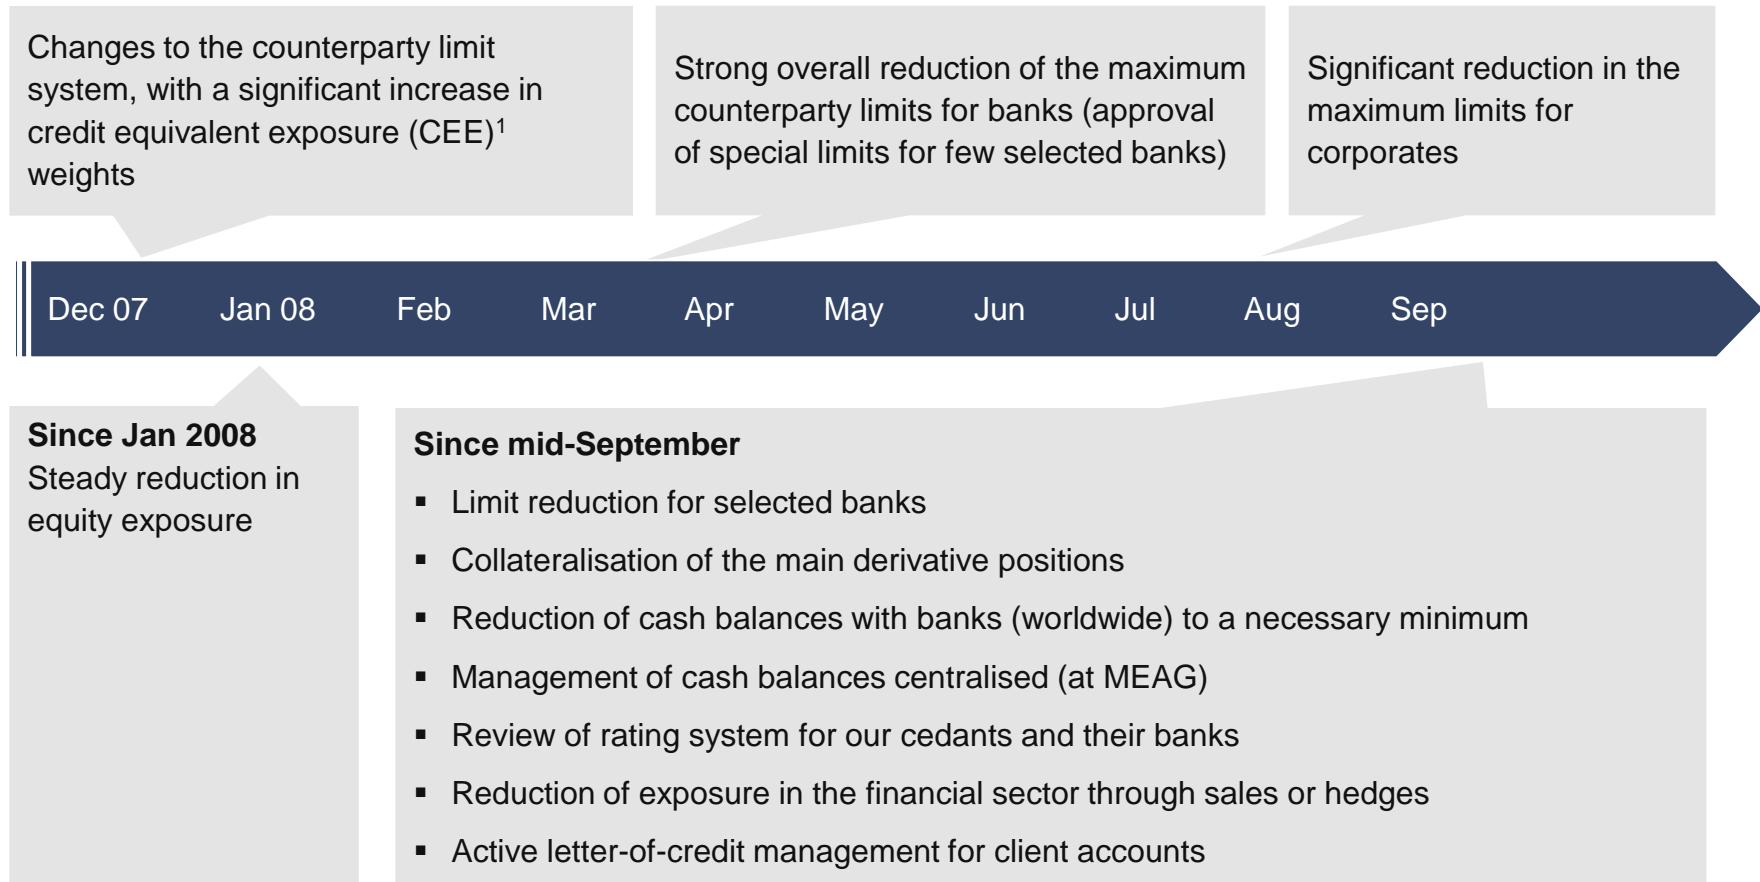 Changes to the counterparty limit
system, with a significant increase in
credit equivalent exposure (CEE)¹
weights
Strong overall reduction of the maximum
counterparty limits for banks (approval
of special limits for few selected banks)
Significant reduction in the
maximum limits for
corporates
Dec 07 Jan 08 Feb Mar Apr May Jun Jul Aug Sep
Since Jan 2008
Steady reduction in
equity exposure
Since mid-September
▪ Limit reduction for selected banks
▪ Collateralisation of the main derivative positions
▪ Reduction of cash balances with banks (worldwide) to a necessary minimum
▪ Management of cash balances centralised (at MEAG)
▪ Review of rating system for our cedants and their banks
▪ Reduction of exposure in the financial sector through sales or hedges
▪ Active letter-of-credit management for client accounts